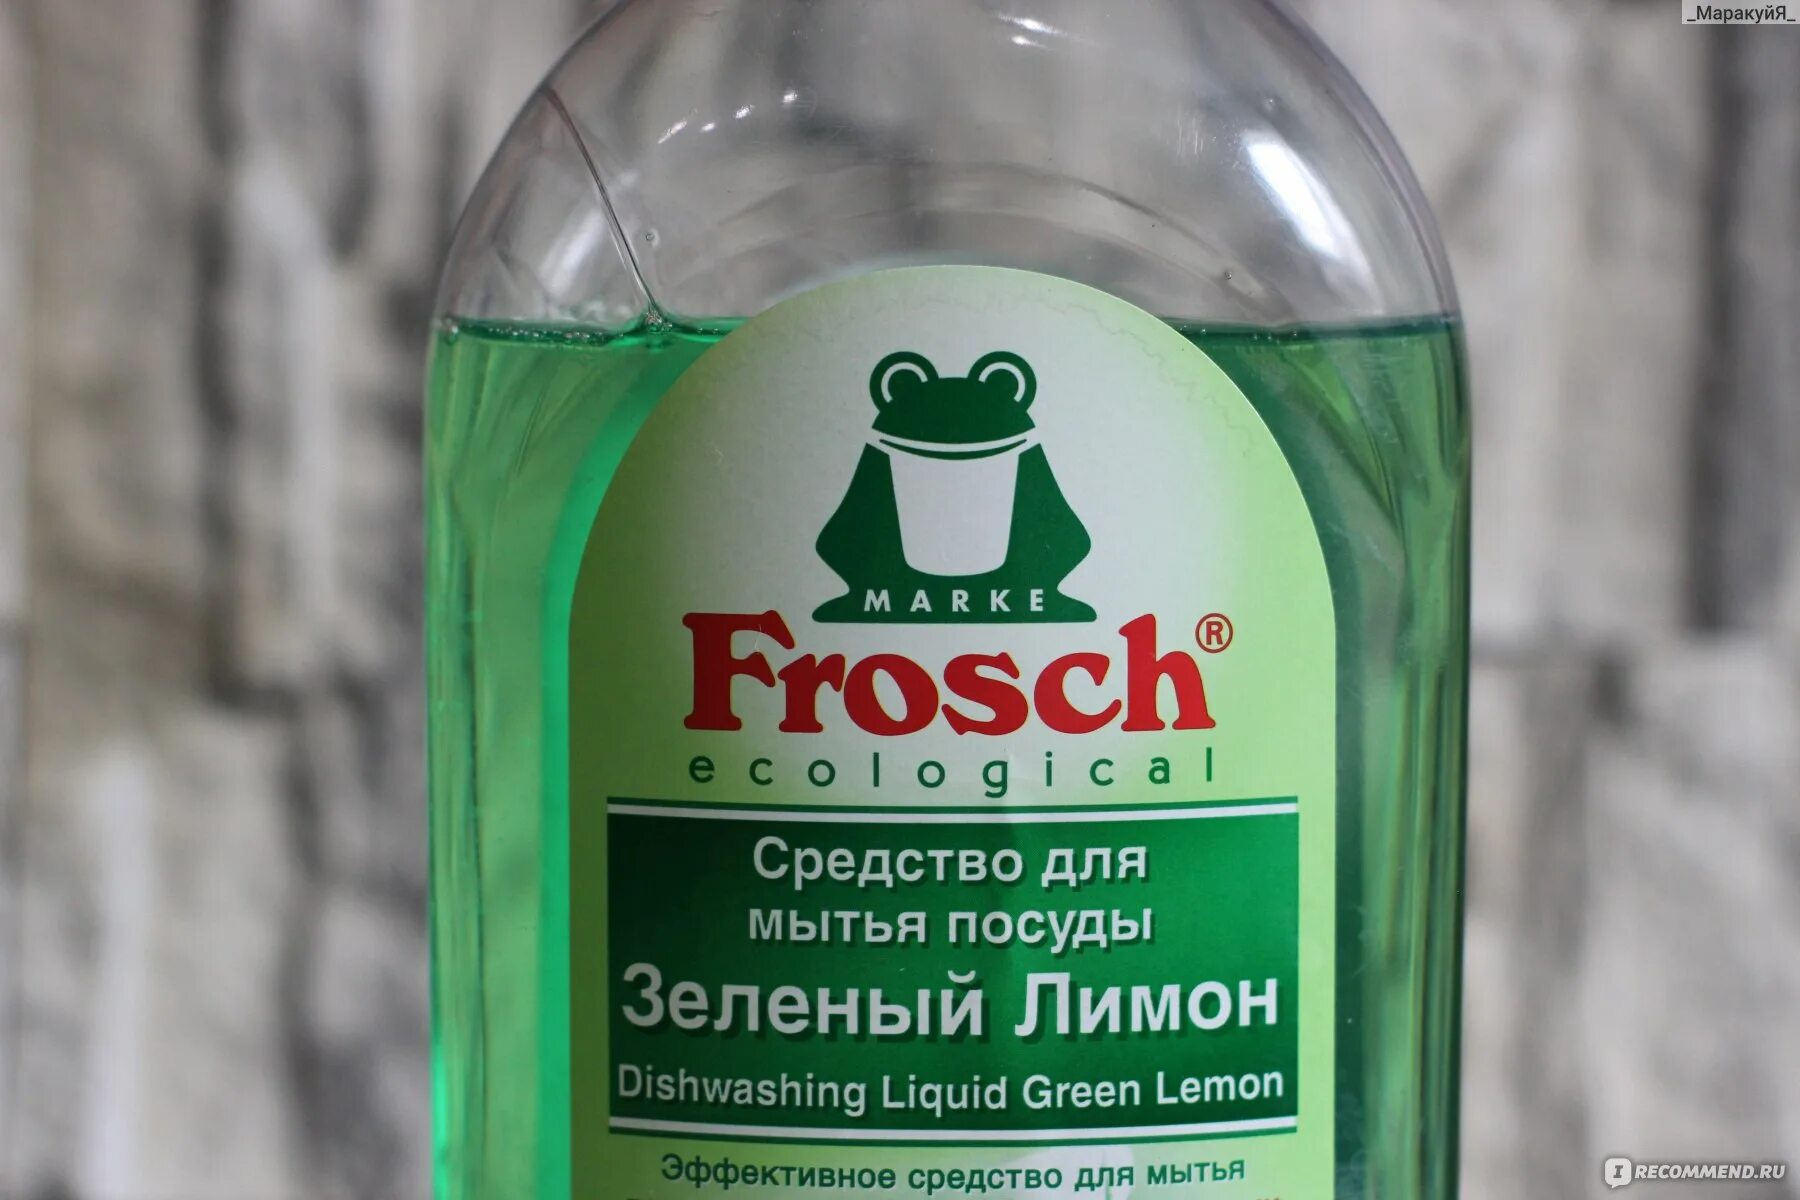 _МаракуйЯ_
MARKE
Frosch®
ecological
Средство для
мытья посуды
Зеленый Лимон
Dishwashing Liquid Green Lemon
Эффективное средство для мытья
IRECOMMEND.RU